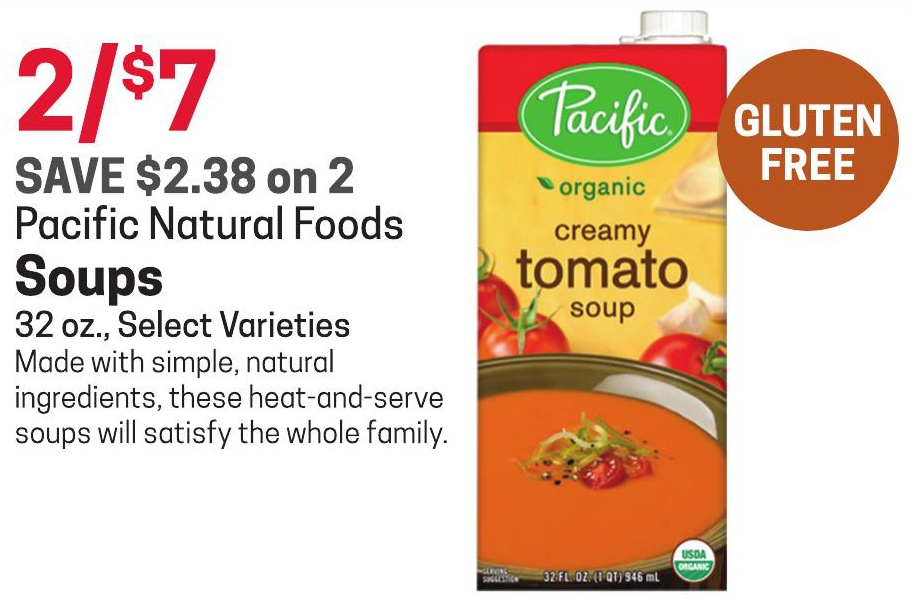 2/$7
SAVE $2.38 on 2
Pacific Natural Foods
Soups
32 oz., Select Varieties
Made with simple, natural
ingredients, these heat-and-serve
soups will satisfy the whole family.
Pacific®
organic
creamy
tomato
soup
SERVING
SUGGESTION
32 FL. OZ. (1 QT) 946 mL
USDA
ORGANIC
GLUTEN
FREE